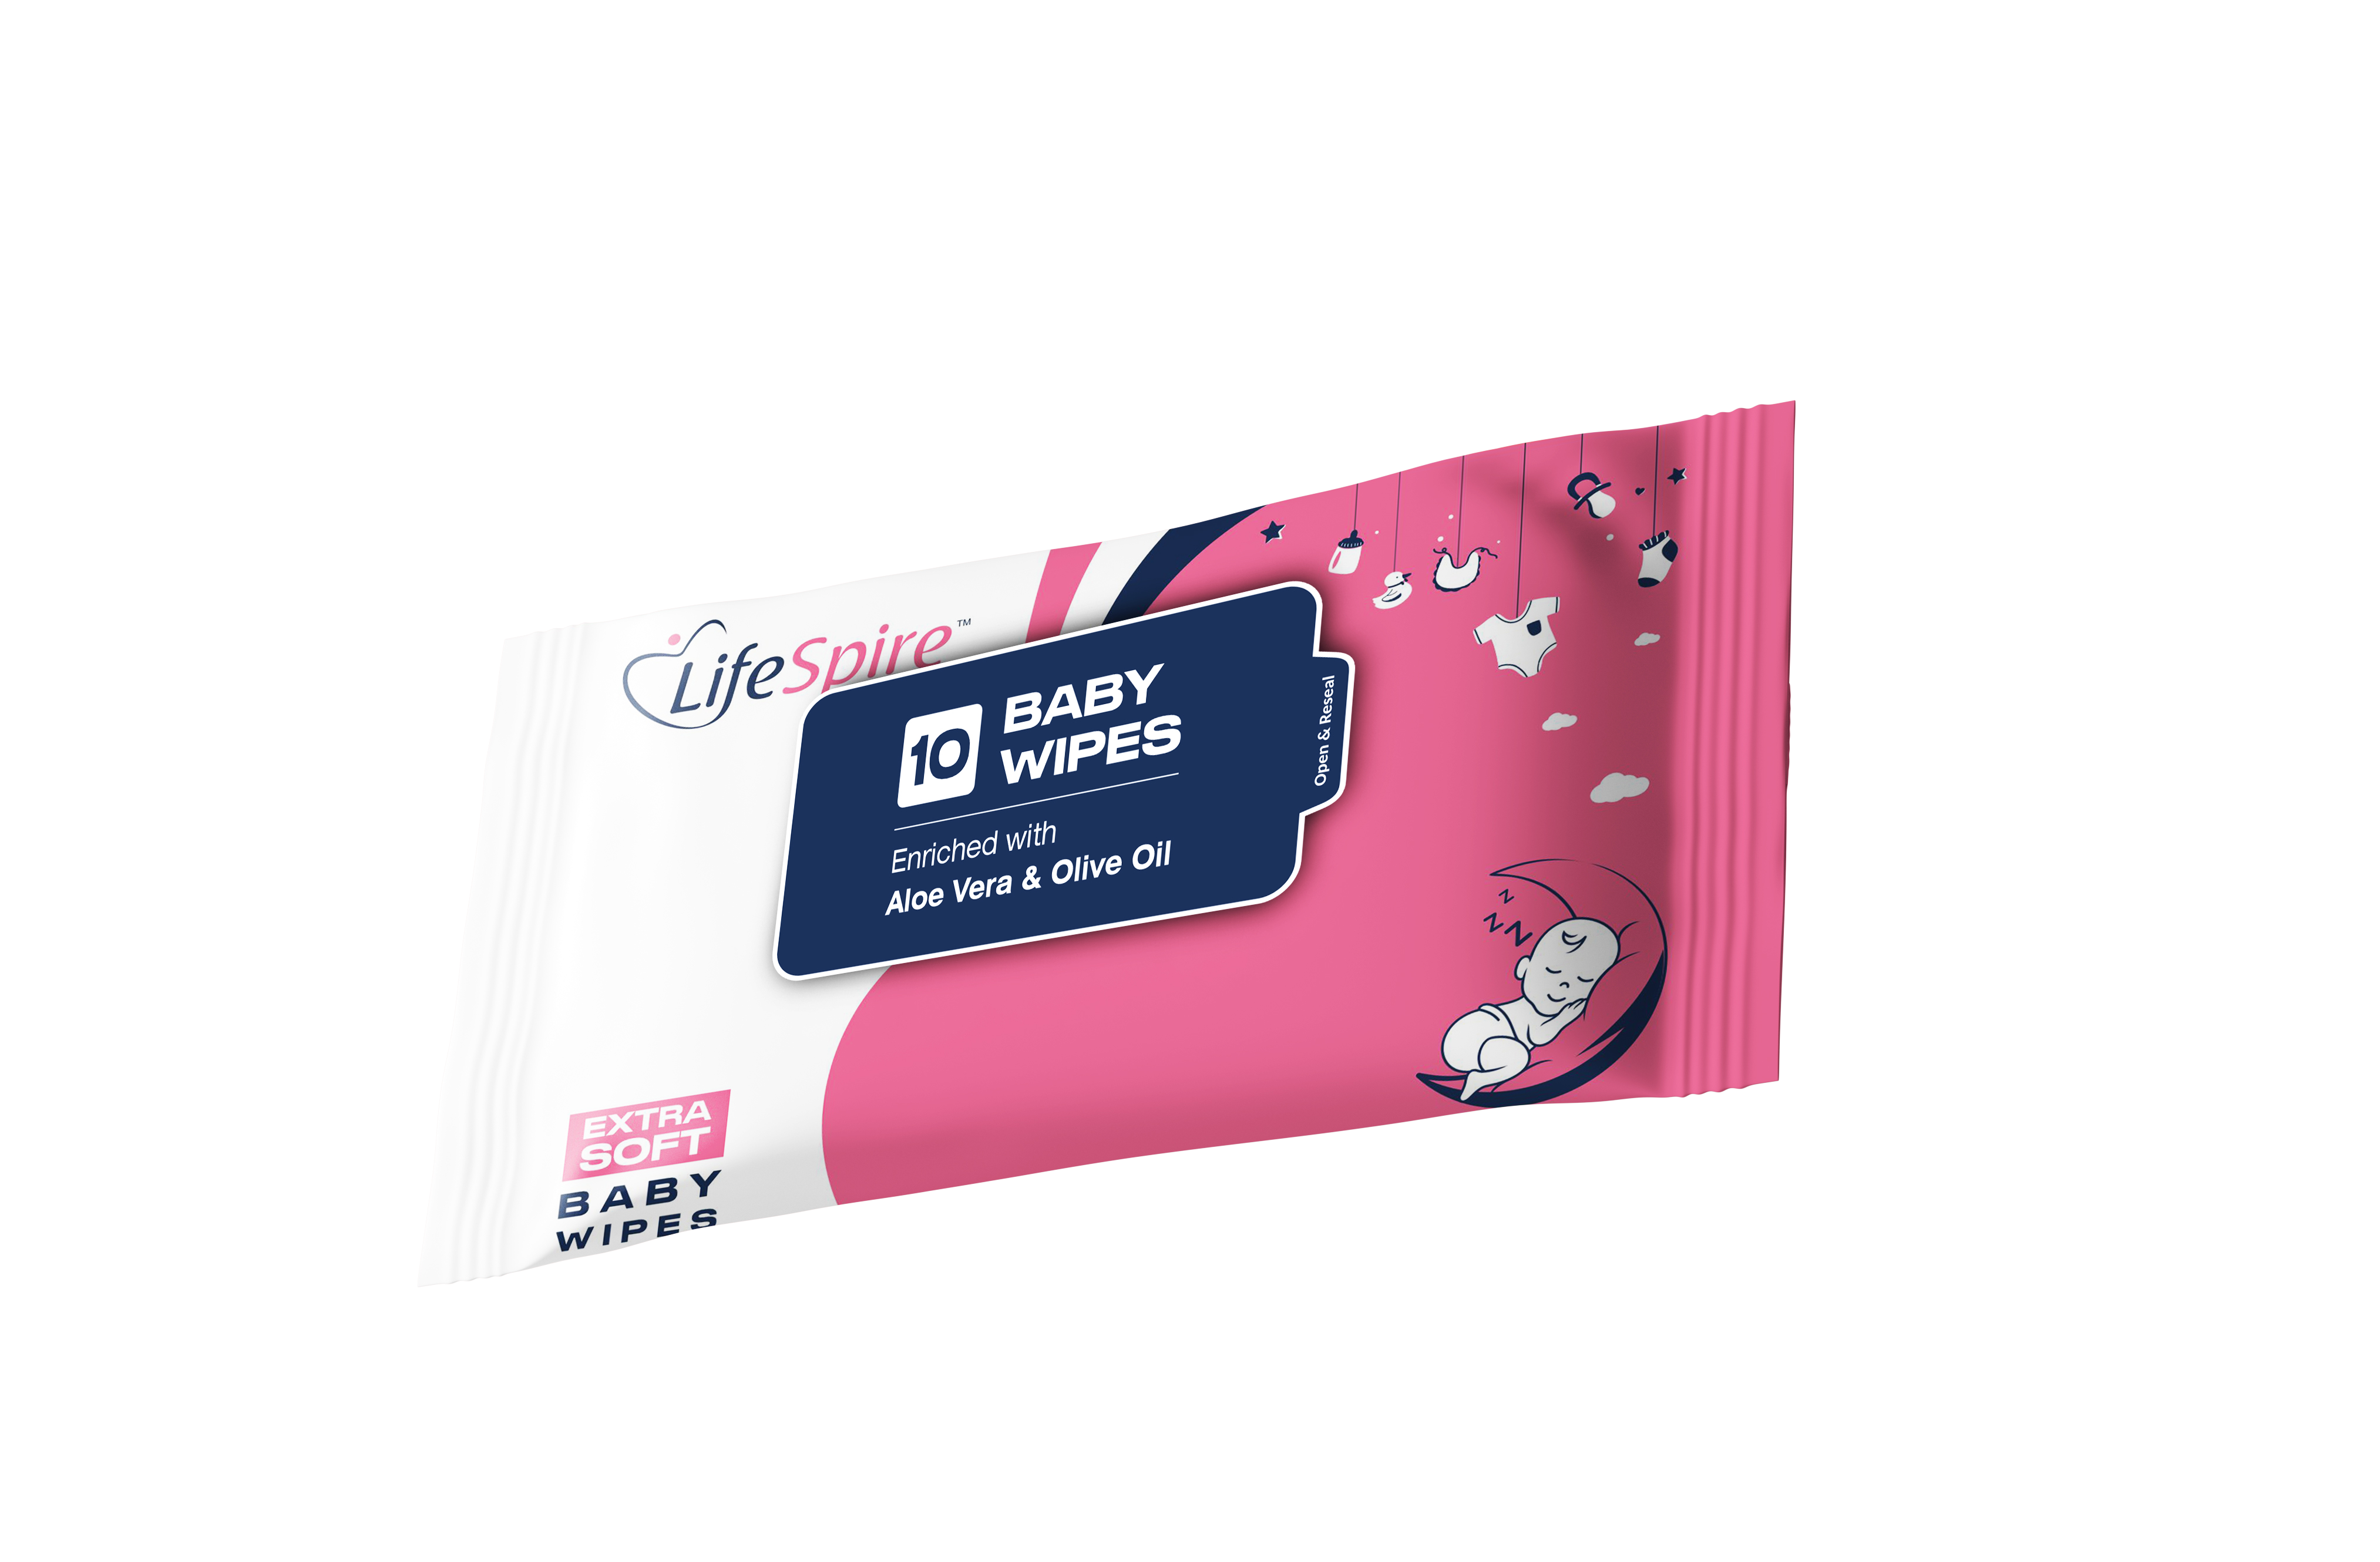 LifeSpire™
10 BABY
WIPES
Enriched with
Aloe Vera & Olive Oil
Open & Reseal
z
z
z
EXTRA
SOFT
BABY
WIPES